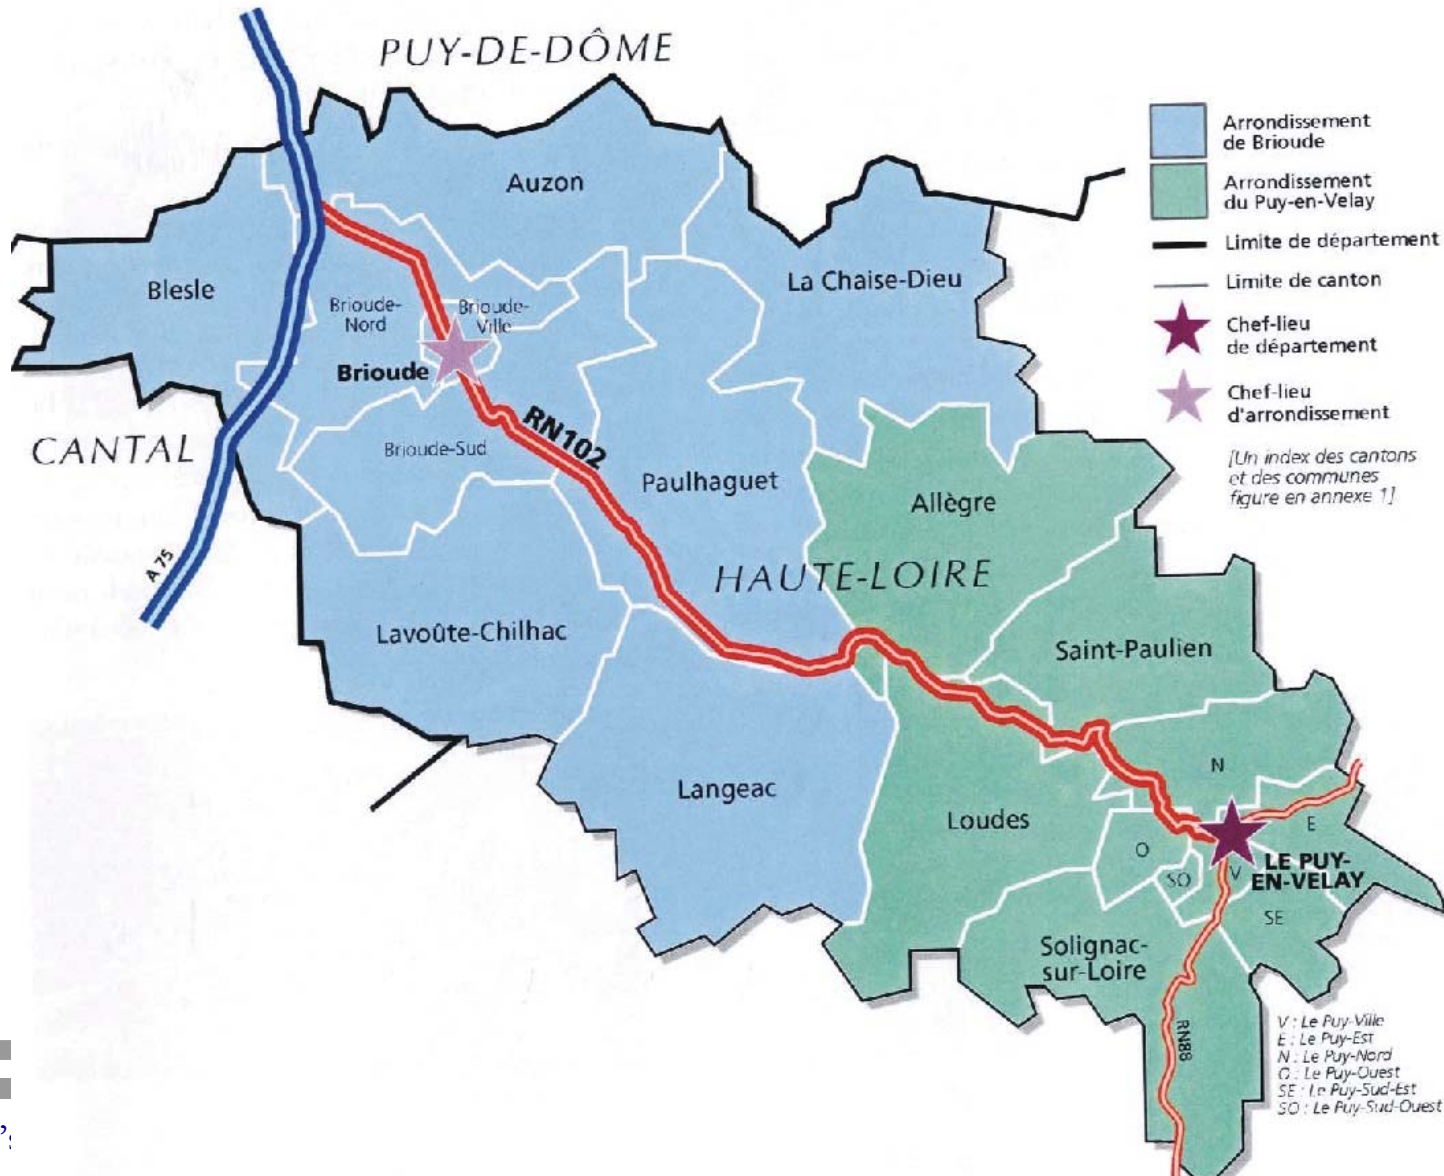 PUY-DE-DÔME
Arrondissement
de Brioude
Auzon
Arrondissement
du Puy-en-Velay
Limite de département
La Chaise-Dieu
Limite de canton
Blesle
Brioude-
Nord
Brioude-
Ville
Chef-lieu
de département
Brioude
Chef-lieu
d'arrondissement
CANTAL
RN102
Brioude-Sud
[Un index des cantons
et des communes
figure en annexe 1]
Paulhaguet
Allègre
A 75
HAUTE-LOIRE
Lavoûte-Chilhac
Saint-Paulien
N
Langeac
Loudes
E
O
SO
V
LE PUY-
EN-VELAY
SE
Solignac-
sur-Loire
RN88
V : Le Puy-Ville
E : Le Puy-Est
N : Le Puy-Nord
O : Le Puy-Ouest
SE : Le Puy-Sud-Est
SO : Le Puy-Sud-Ouest